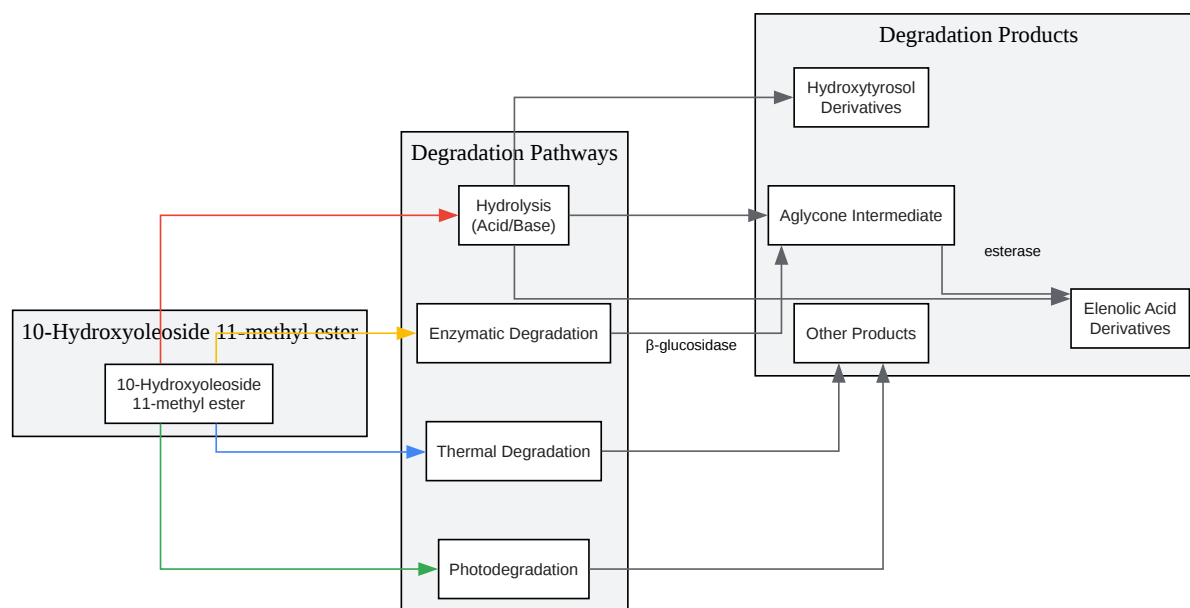 Degradation Products
Hydroxytyrosol
Derivatives
Degradation Pathways
Hydrolysis
(Acid/Base)
Aglycone Intermediate
esterase
10-Hydroxyoleoside 11-methyl ester
Enzymatic Degradation
β-glucosidase
Other Products
Elenolic Acid
Derivatives
10-Hydroxyoleoside
11-methyl ester
Thermal Degradation
Photodegradation